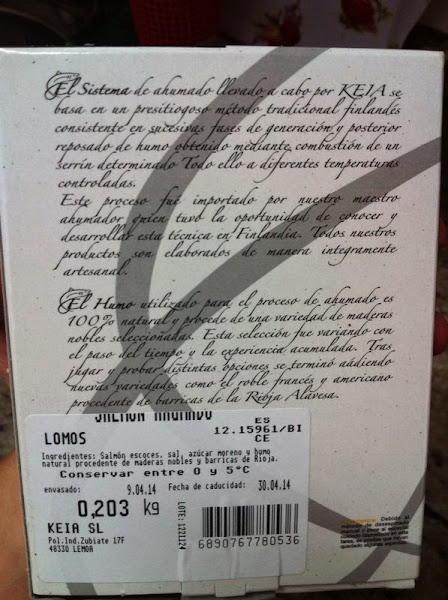 El Sistema de ahumado llevado a cabo por KEIA se
basa en un presitiogoso método tradicional finlandés
consistente en sucesivas fases de generación y posterior
reposado de humo obtenido mediante combustión de un
serrín determinado Todo ello a diferentes temperaturas
controladas.
Este proceso fué importado por nuestro maestro
ahumador quien tuvo la oportunidad de conocer y
desarrollar esta técnica en Finlandia. Todos nuestros
productos son elaborados de manera integramente
artesanal.
El Humo utilizado para el proceso de ahumado es
100% natural y procede de una variedad de maderas
nobles seleccionadas. Esta selección fue variando con
el paso del tiempo y la experiencia acumulada. Tras
jugar y probar distintas opciones se terminó aádiendo
nuevas variedades como el roble francés y americano
procedente de barricas de la Rioja Alavesa.
SALMON AHUMADO
LOMOS
ES
12.15961/BI
CE
Ingredientes: Salmón escoces, sal, azúcar moreno y humo
natural procedente de maderas nobles y barricas de Rioja.
Conservar entre 0 y 5°C
envasado: 9.04.14 Fecha de caducidad: 30.04.14
0,203 kg
LOTE: 1221124
KEIA SL
Pol.Ind.Zubiate 17F
48330 LEMOA
6890767780536
Debido al